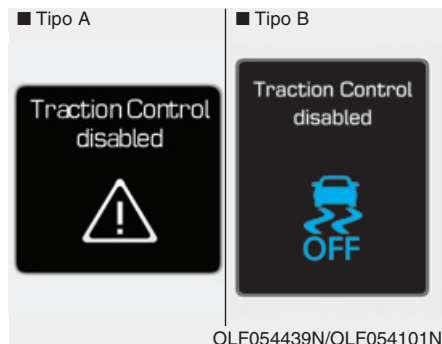 ■ Tipo A
Traction Control
disabled
■ Tipo B
Traction Control
disabled
OFF
OLF054439N/OLF054101N